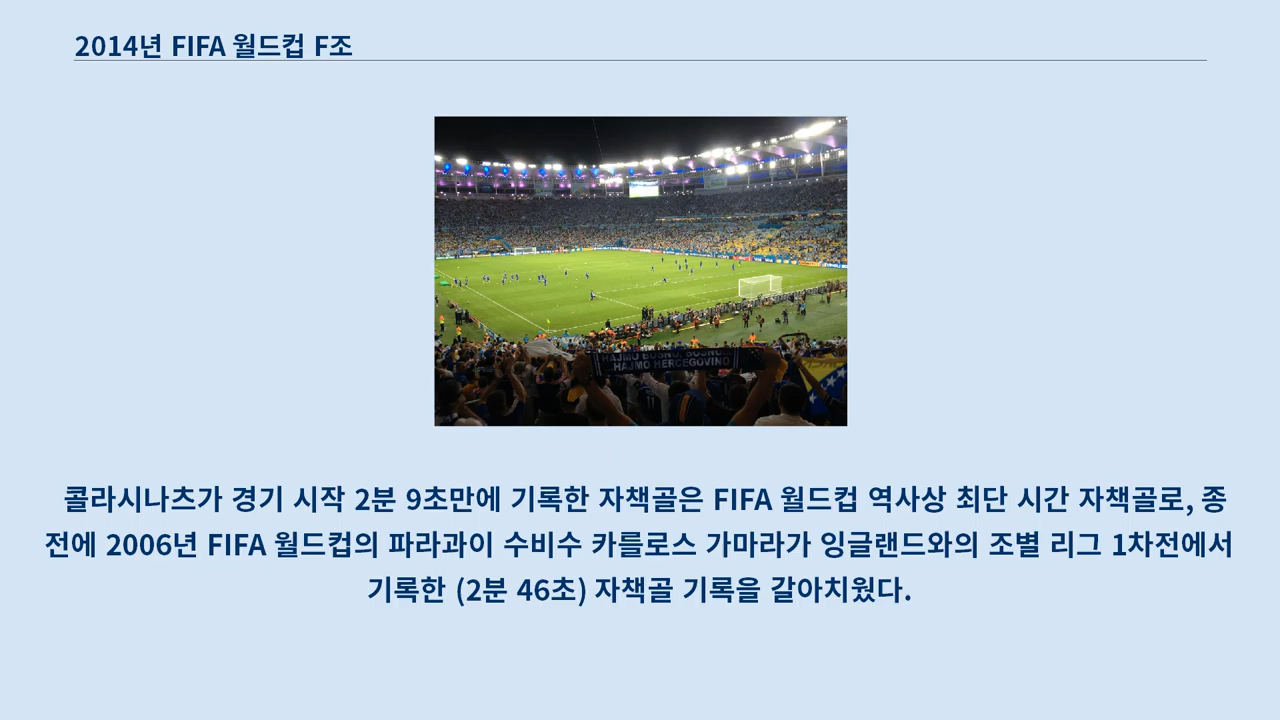 2014년 FIFA 월드컵 F조
HAJMO BOSNO,
HAJMO HERCEGOVINO
콜라시나츠가 경기 시작 2분 9초만에 기록한 자책골은 FIFA 월드컵 역사상 최단 시간 자책골로, 종
전에 2006년 FIFA 월드컵의 파라과이 수비수 카를로스 가마라가 잉글랜드와의 조별 리그 1차전에서
기록한 (2분 46초) 자책골 기록을 갈아치웠다.